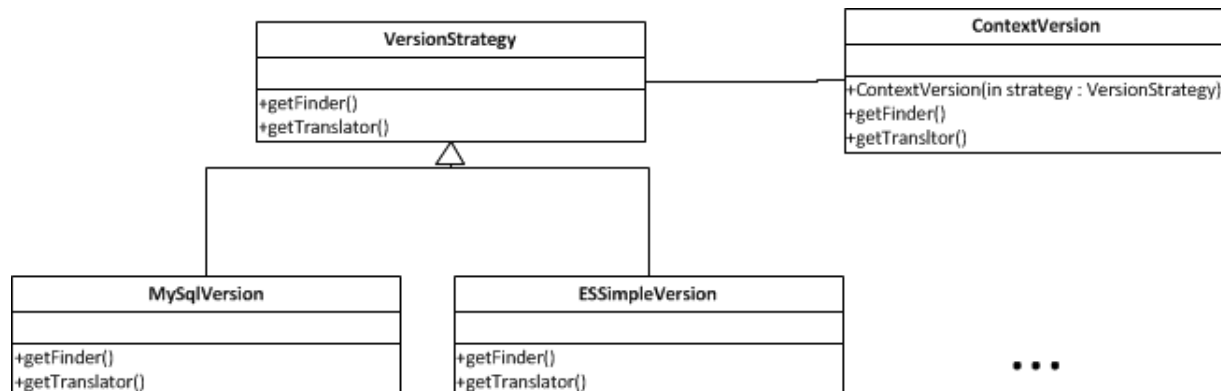 VersionStrategy
+getFinder()
+getTranslator()
ContextVersion
+ContextVersion(in strategy : VersionStrategy)
+getFinder()
+getTransltor()
MySqlVersion
+getFinder()
+getTranslator()
ESSimpleVersion
+getFinder()
+getTranslator()
...